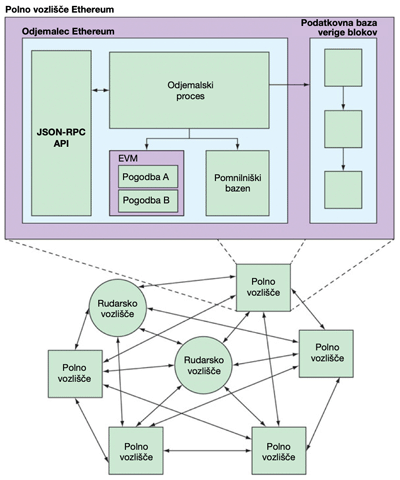 Polno vozlišče Ethereum
Odjemalec Ethereum
Podatkovna baza
verige blokov
JSON-RPC
API
Odjemalski
proces
EVM
Pogodba A
Pogodba B
Pomnilniški
bazen
Polno
vozlišče
Rudarsko
vozlišče
Polno
vozlišče
Rudarsko
vozlišče
Polno
vozlišče
Polno
vozlišče
Polno
vozlišče